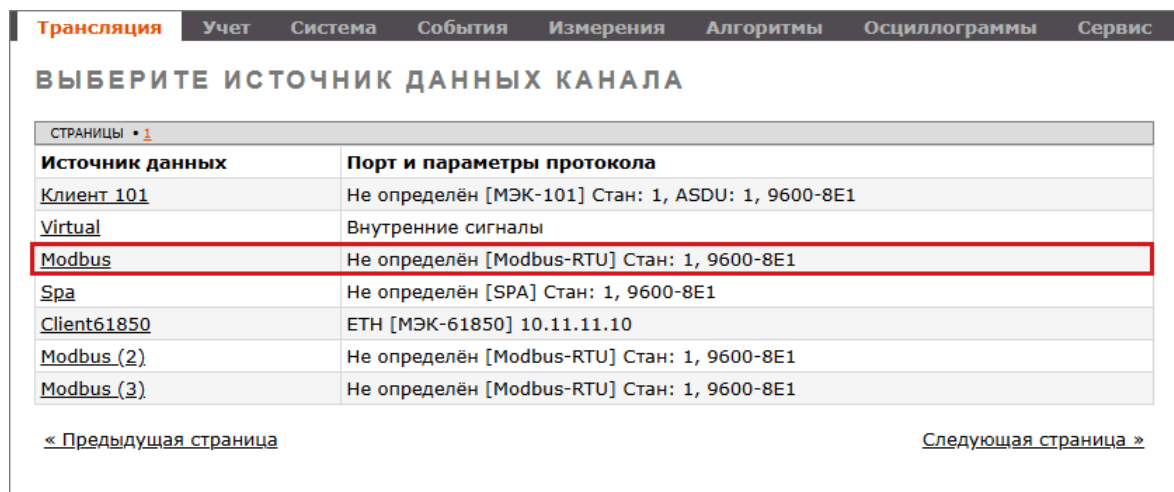 Трансляция Учет Система События Измерения Алгоритмы Осциллограммы Сервис
ВЫБЕРИТЕ ИСТОЧНИК ДАННЫХ КАНАЛА
СТРАНИЦЫ • 1
Источник данных Порт и параметры протокола
Клиент 101 Не определён [МЭК-101] Стан: 1, ASDU: 1, 9600-8E1
Virtual Внутренние сигналы
Modbus Не определён [Modbus-RTU] Стан: 1, 9600-8E1
Spa Не определён [SPA] Стан: 1, 9600-8E1
Client61850 ETH [МЭК-61850] 10.11.11.10
Modbus (2) Не определён [Modbus-RTU] Стан: 1, 9600-8E1
Modbus (3) Не определён [Modbus-RTU] Стан: 1, 9600-8E1
« Предыдущая страница Следующая страница »